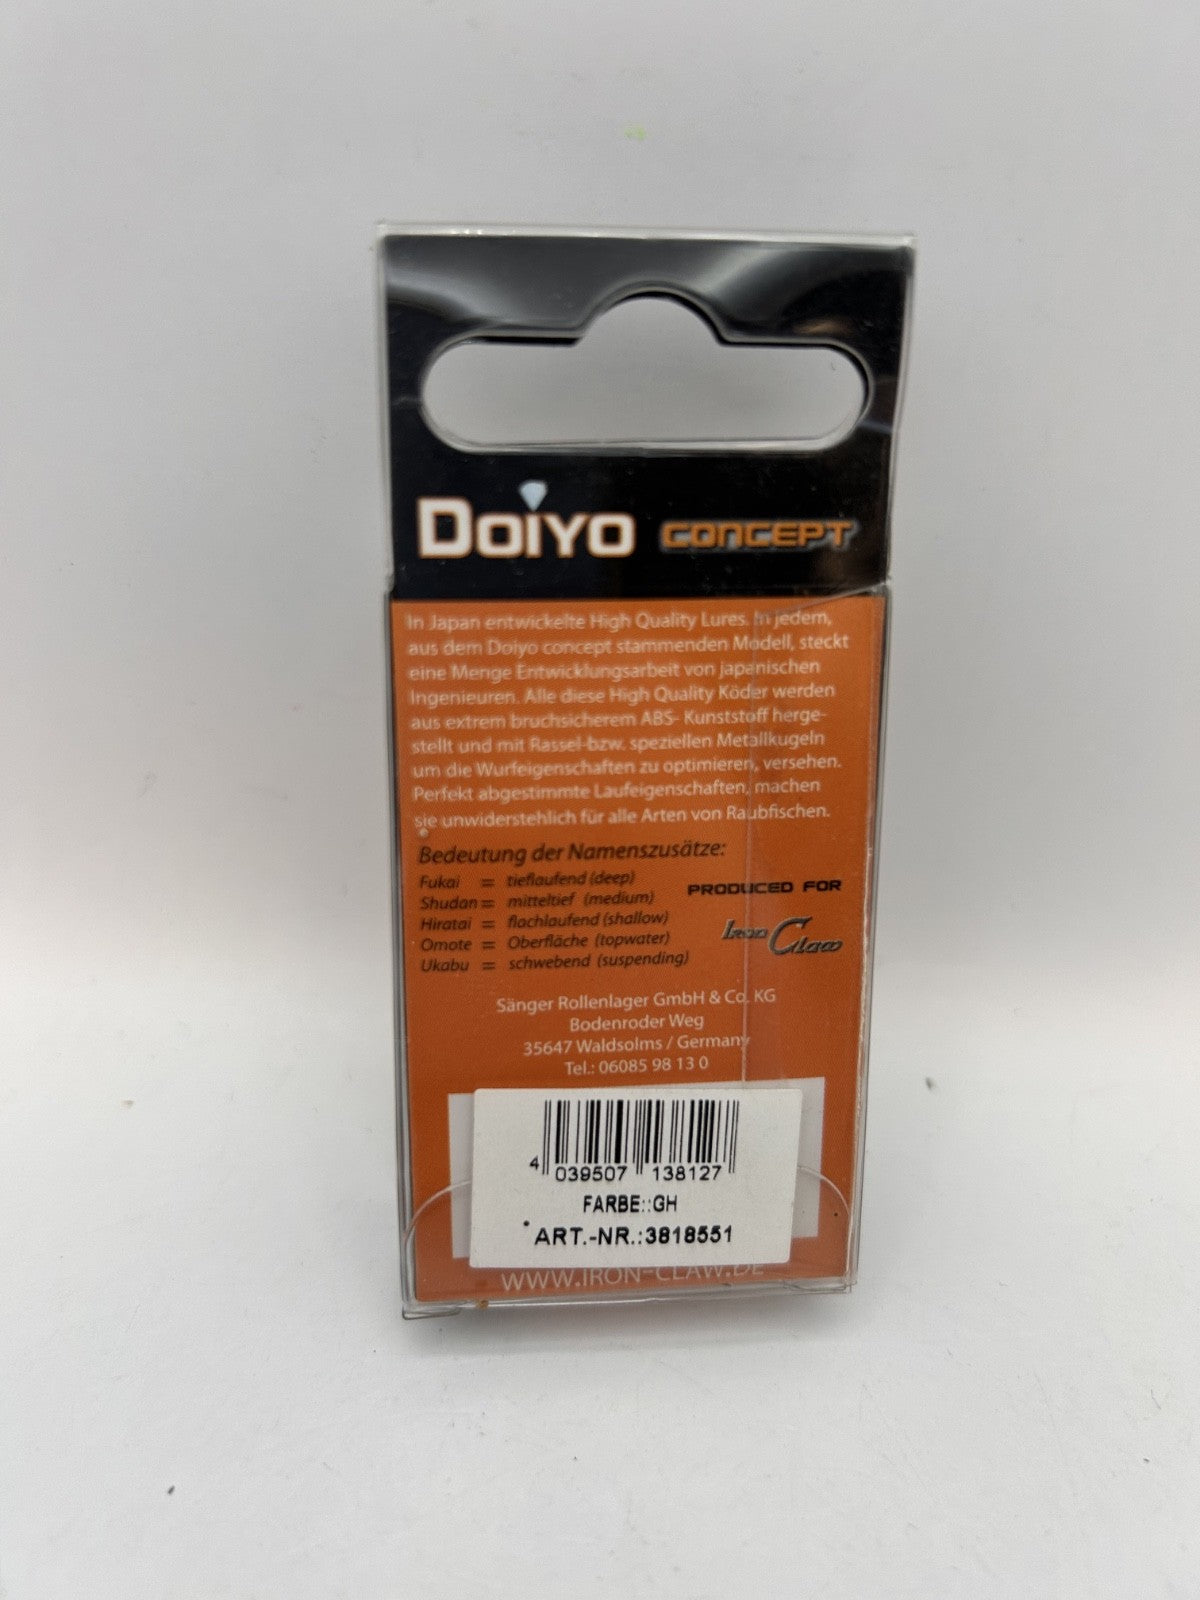 DOIYO CONCEPT
In Japan entwickelte High Quality Lures. In jedem,
aus dem Doiyo concept stammenden Modell, steckt
eine Menge Entwicklungsarbeit von japanischen
Ingenieuren. Alle diese High Quality Köder werden
aus extrem bruchsicherem ABS- Kunststoff herge-
stellt und mit Rassel-bzw. speziellen Metallkugeln
um die Wurfeigenschaften zu optimieren, versehen.
Perfekt abgestimmte Laufeigenschaften, machen
sie unwiderstehlich für alle Arten von Raubfischen.
Bedeutung der Namenszusätze:
Fukai = tieflaufend (deep)
Shudan = mitteltief (medium)
Hiratai = flachlaufend (shallow)
Omote = Oberfläche (topwater)
Ukabu = schwebend (suspending)
PRODUCED FOR
Iron Claw
Sänger Rollenlager GmbH & Co. KG
Bodenroder Weg
35647 Waldsolms / Germany
Tel.: 06085 98 13 0
4 039507 138127
FARBE::GH
ART.-NR.:3818551
WWW.IRON-CLAW.DE